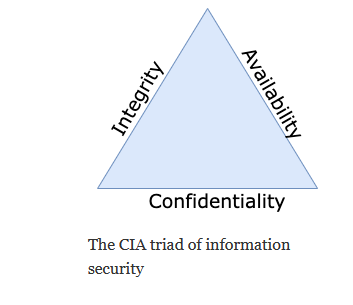 Integrity
Availability
Confidentiality
The CIA triad of information
security